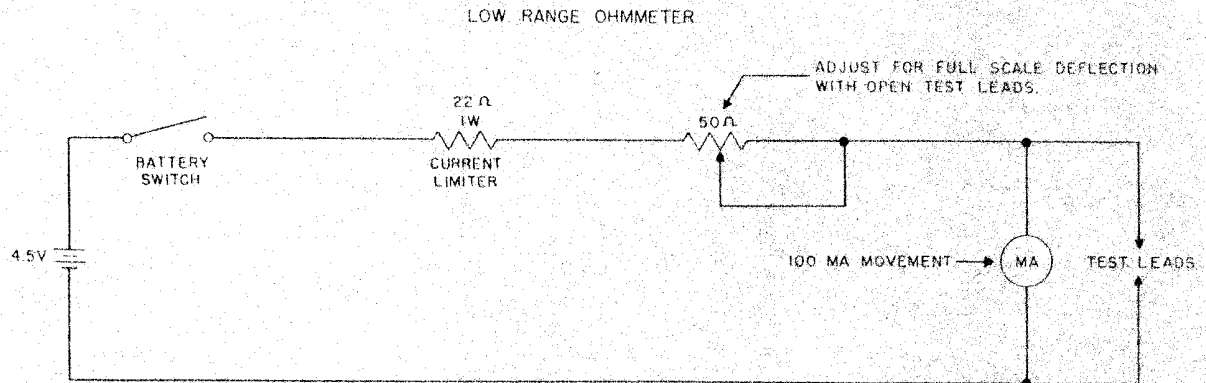 LOW RANGE OHMMETER
ADJUST FOR FULL SCALE DEFLECTION
WITH OPEN TEST LEADS.
22 Ω
1W
50Ω
BATTERY
SWITCH
CURRENT
LIMITER
4.5V
100 MA MOVEMENT
MA
TEST LEADS